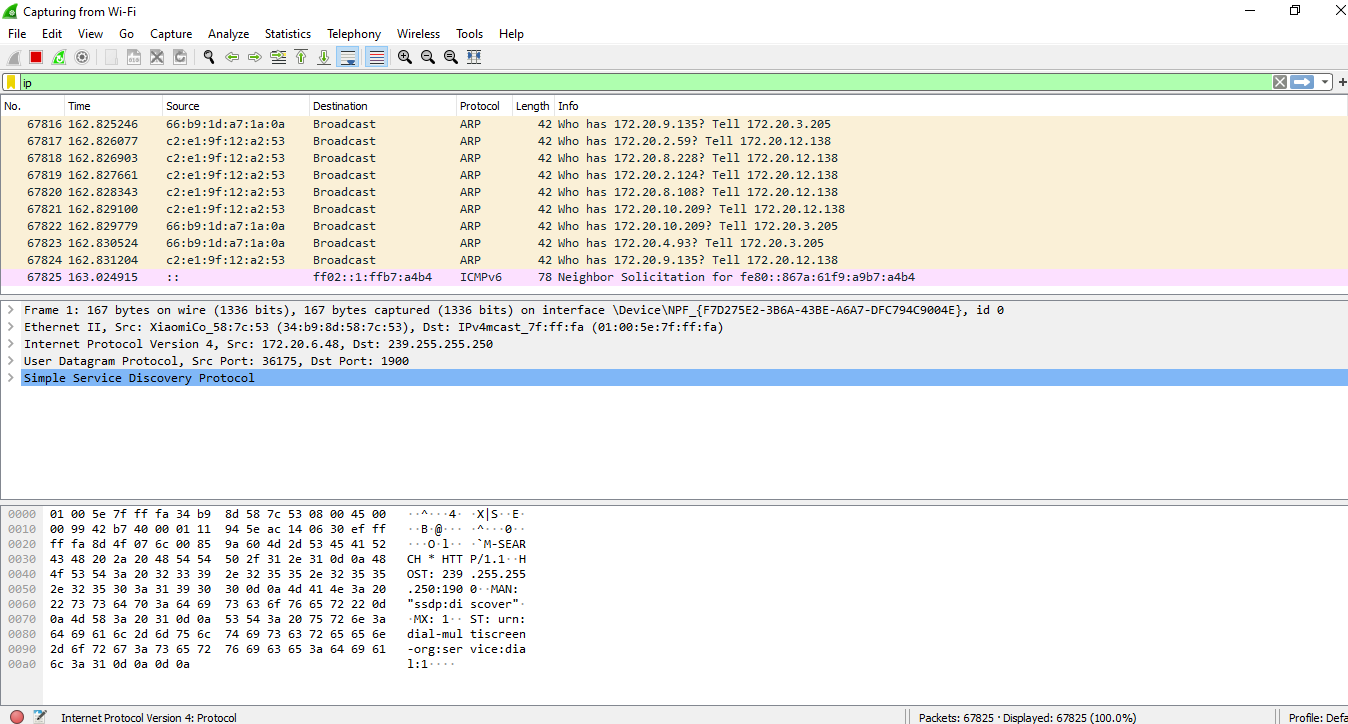 Capturing from Wi-Fi
File Edit View Go Capture Analyze Statistics Telephony Wireless Tools Help
ip
No. Time Source Destination Protocol Length Info
67816 162.825246 66:b9:1d:a7:1a:0a Broadcast ARP 42 Who has 172.20.9.135? Tell 172.20.3.205
67817 162.826077 c2:e1:9f:12:a2:53 Broadcast ARP 42 Who has 172.20.2.59? Tell 172.20.12.138
67818 162.826903 c2:e1:9f:12:a2:53 Broadcast ARP 42 Who has 172.20.8.228? Tell 172.20.12.138
67819 162.827661 c2:e1:9f:12:a2:53 Broadcast ARP 42 Who has 172.20.2.124? Tell 172.20.12.138
67820 162.828343 c2:e1:9f:12:a2:53 Broadcast ARP 42 Who has 172.20.8.108? Tell 172.20.12.138
67821 162.829100 c2:e1:9f:12:a2:53 Broadcast ARP 42 Who has 172.20.10.209? Tell 172.20.12.138
67822 162.829779 66:b9:1d:a7:1a:0a Broadcast ARP 42 Who has 172.20.10.209? Tell 172.20.3.205
67823 162.830524 66:b9:1d:a7:1a:0a Broadcast ARP 42 Who has 172.20.4.93? Tell 172.20.3.205
67824 162.831204 c2:e1:9f:12:a2:53 Broadcast ARP 42 Who has 172.20.9.135? Tell 172.20.12.138
67825 163.024915 :: ff02::1:ffb7:a4b4 ICMPv6 78 Neighbor Solicitation for fe80::867a:61f9:a9b7:a4b4
Frame 1: 167 bytes on wire (1336 bits), 167 bytes captured (1336 bits) on interface \Device\NPF_{F7D275E2-3B6A-43BE-A6A7-DFC794C9004E}, id 0
Ethernet II, Src: XiaomiCo_58:7c:53 (34:b9:8d:58:7c:53), Dst: IPv4mcast_7f:ff:fa (01:00:5e:7f:ff:fa)
Internet Protocol Version 4, Src: 172.20.6.48, Dst: 239.255.255.250
User Datagram Protocol, Src Port: 36175, Dst Port: 1900
Simple Service Discovery Protocol
0000 01 00 5e 7f ff fa 34 b9 8d 58 7c 53 08 00 45 00 ··^···4· ·X|S··E·
0010 00 99 42 b7 40 00 01 11 94 5e ac 14 06 30 ef ff ··B·@··· ·^···0··
0020 ff fa 8d 4f 07 6c 00 85 9a 60 4d 2d 53 45 41 52 ···O·l·· ·`M-SEAR
0030 43 48 20 2a 20 48 54 54 50 2f 31 2e 31 0d 0a 48 CH * HTT P/1.1··H
0040 4f 53 54 3a 20 32 33 39 2e 32 35 35 2e 32 35 35 OST: 239 .255.255
0050 2e 32 35 30 3a 31 39 30 30 0d 0a 4d 41 4e 3a 20 .250:190 0··MAN:
0060 22 73 73 64 70 3a 64 69 73 63 6f 76 65 72 22 0d "ssdp:di scover"·
0070 0a 4d 58 3a 20 31 0d 0a 53 54 3a 20 75 72 6e 3a ·MX: 1·· ST: urn:
0080 64 69 61 6c 2d 6d 75 6c 74 69 73 63 72 65 65 6e dial-mul tiscreen
0090 2d 6f 72 67 3a 73 65 72 76 69 63 65 3a 64 69 61 -org:ser vice:dia
00a0 6c 3a 31 0d 0a 0d 0a l:1····
Internet Protocol Version 4: Protocol Packets: 67825 · Displayed: 67825 (100.0%) Profile: Defa